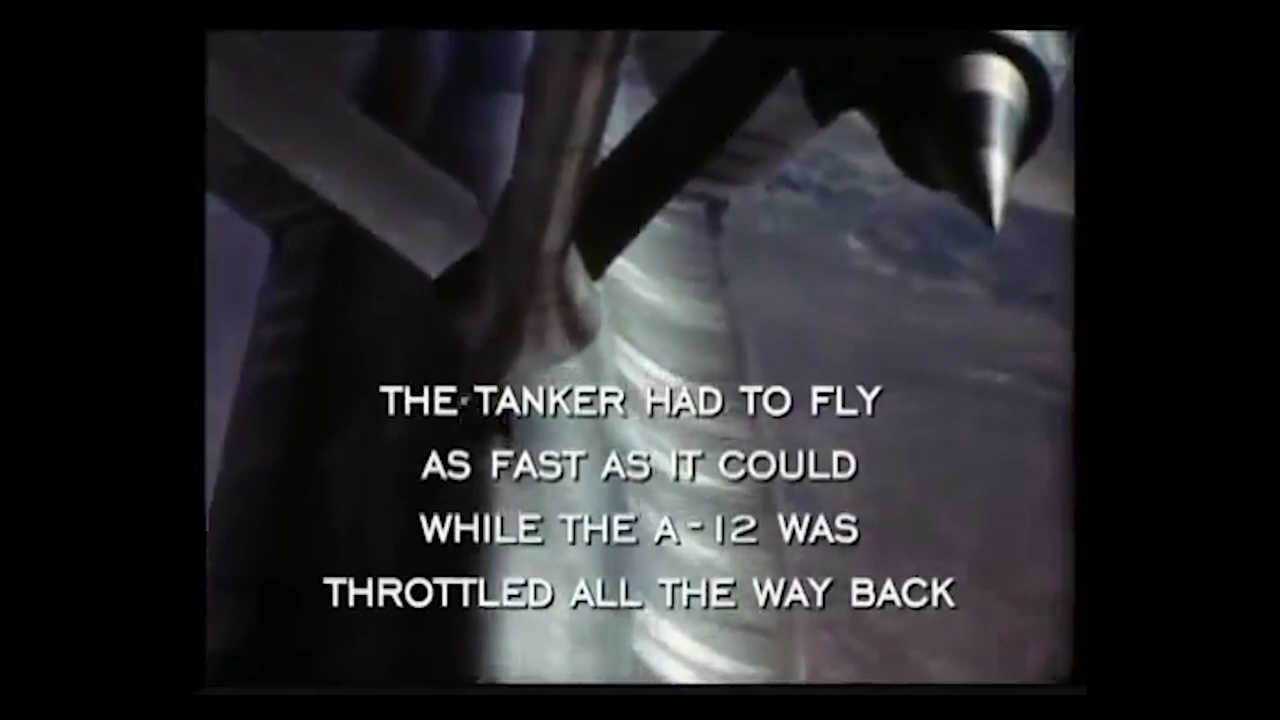 THE TANKER HAD TO FLY
AS FAST AS IT COULD
WHILE THE A-12 WAS
THROTTLED ALL THE WAY BACK